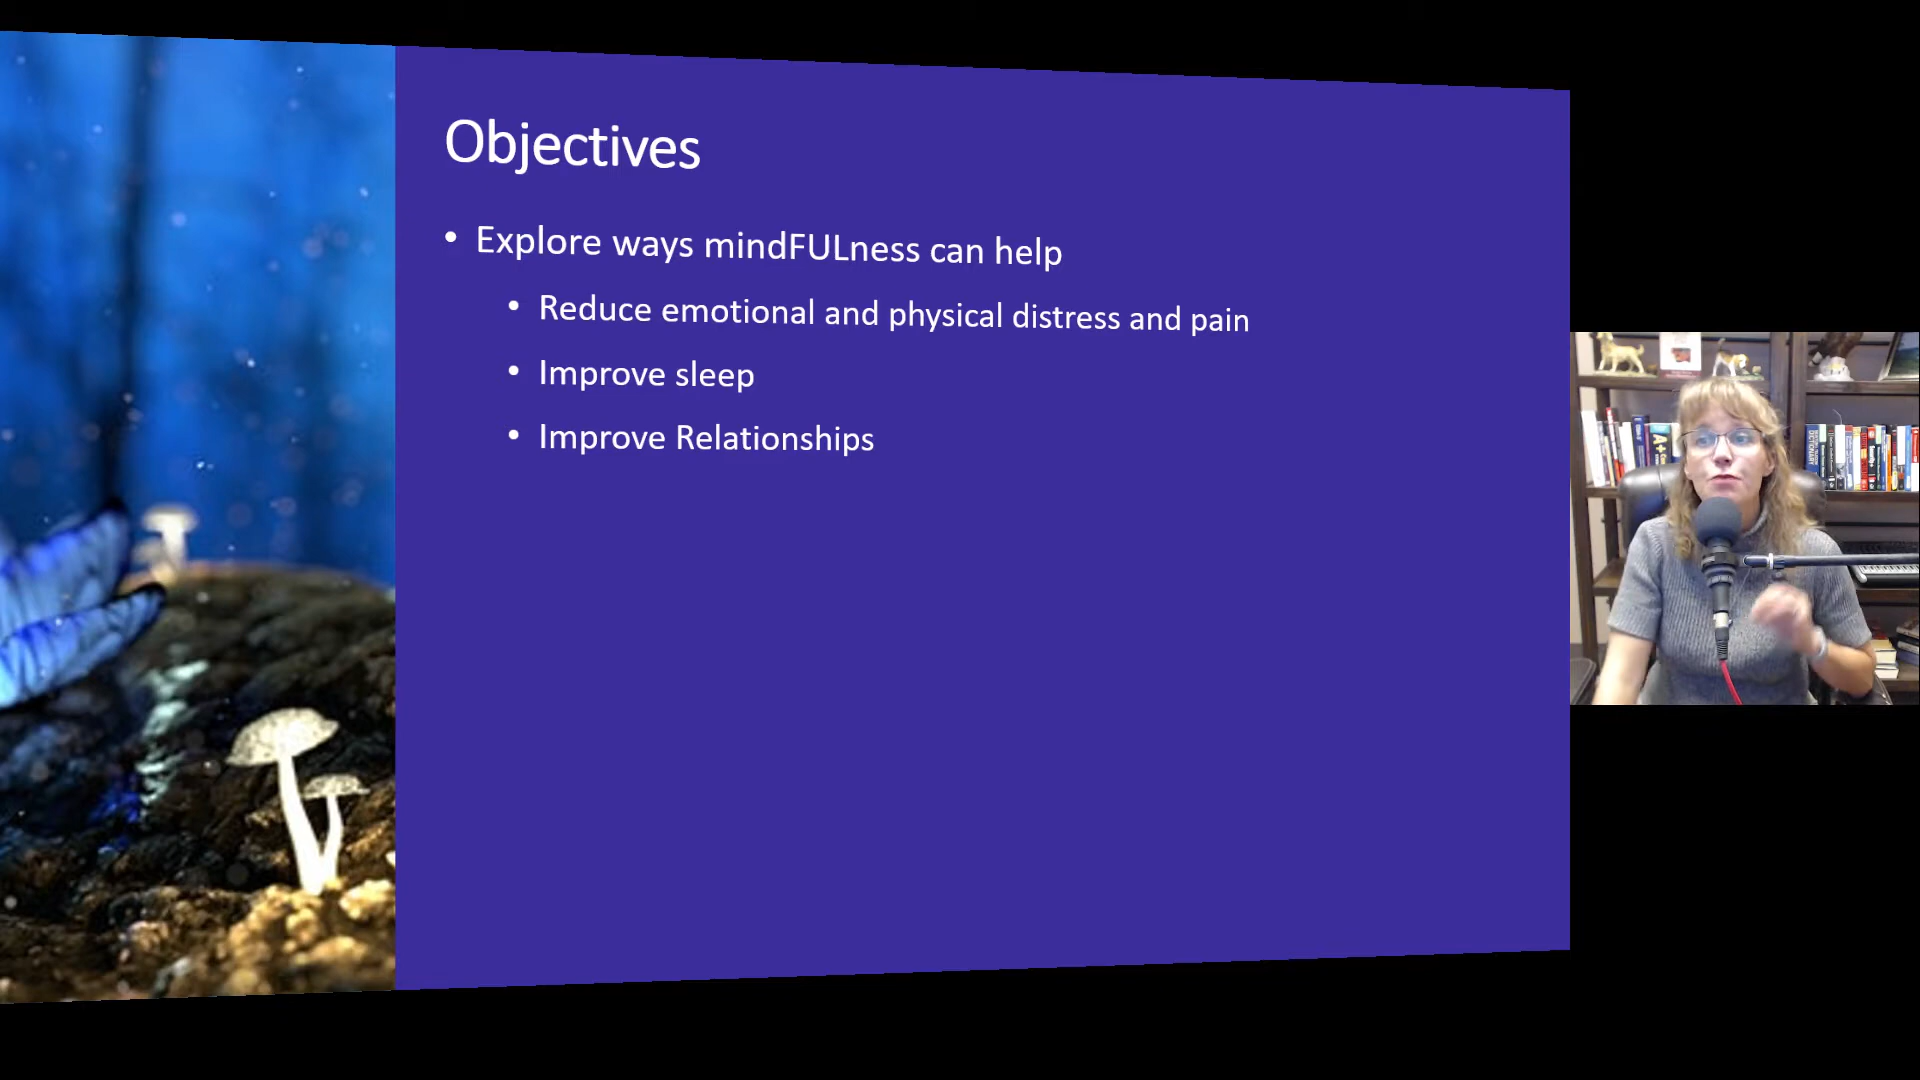 Objectives
• Explore ways mindFULness can help
• Reduce emotional and physical distress and pain
• Improve sleep
• Improve Relationships
A+